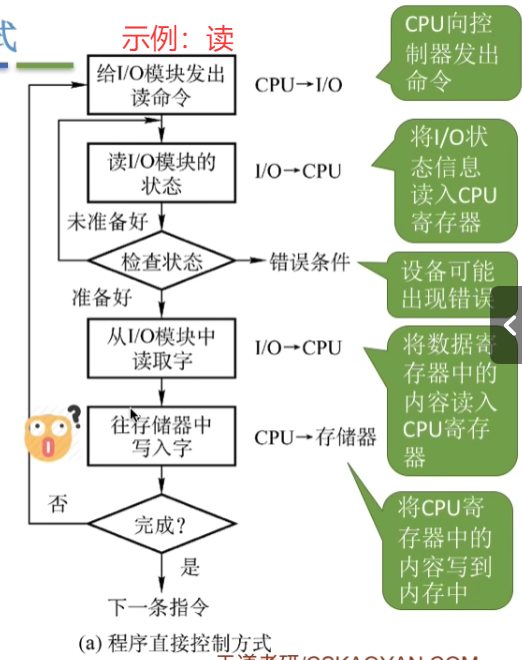 式
示例：读
给I/O模块发出
读命令
CPU→I/O
CPU向控
制器发出
命令
读I/O模块的
状态
I/O→CPU
将I/O状
态信息
读入CPU
寄存器
未准备好
检查状态
错误条件
设备可能
出现错误
准备好
从I/O模块中
读取字
I/O→CPU
将数据寄
存器中的
内容读入
CPU寄存
器
往存储器中
写入字
CPU→存储器
?
否
完成？
将CPU寄
存器中的
内容写到
内存中
是
下一条指令
(a) 程序直接控制方式
王道考研/CSKAOYAN.COM